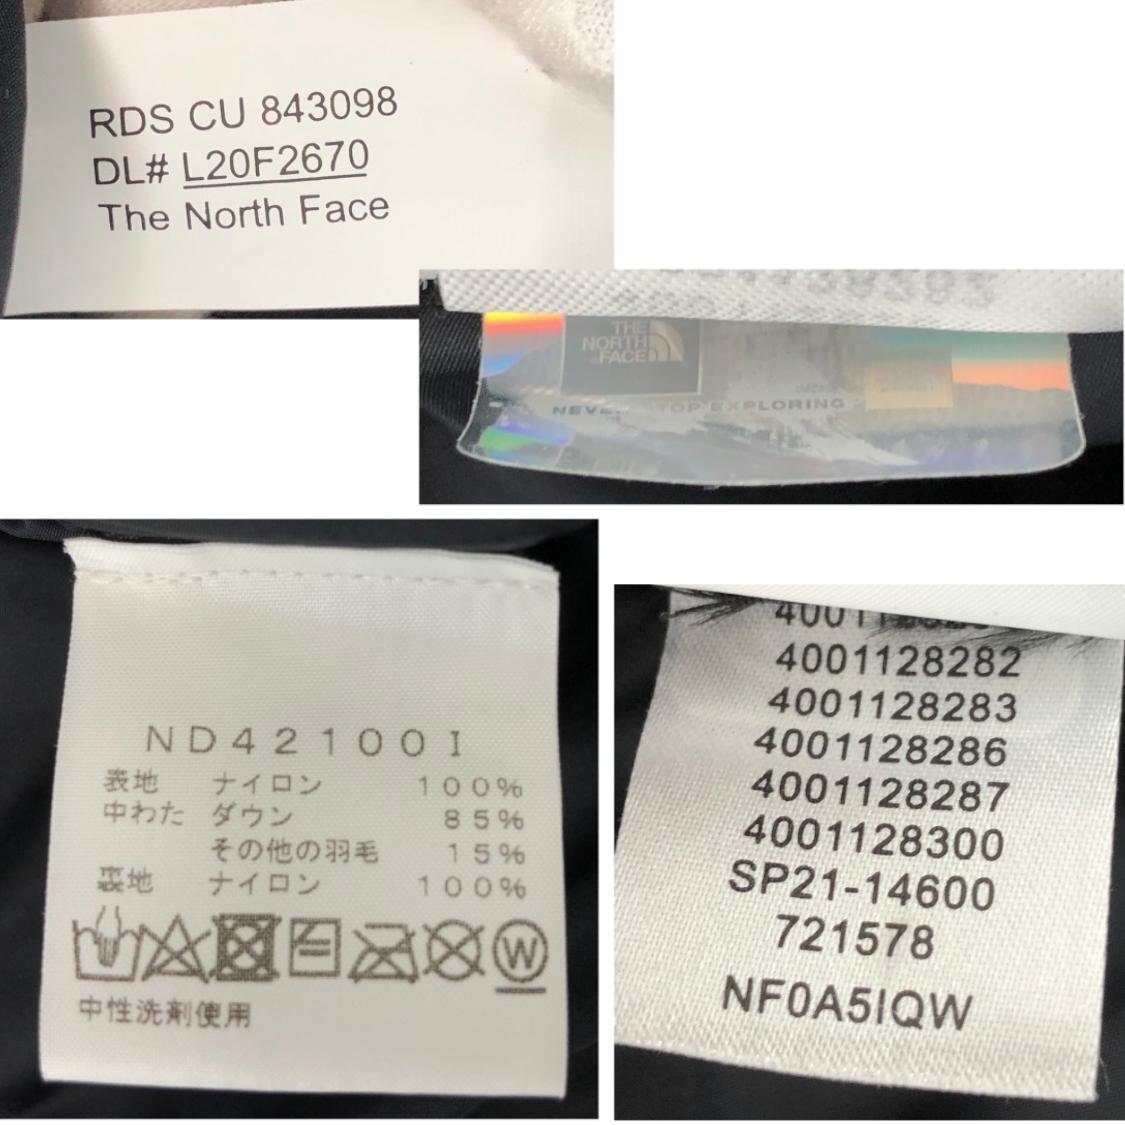 RDS CU 843098
DL# L20F2670
The North Face
THE
NORTH
FACE
EXPLORING
ND42100I
表地 ナイロン 100%
中わた ダウン 85%
その他の羽毛 15%
裏地 ナイロン 100%
W
中性洗剤使用
4001128282
4001128283
4001128286
4001128287
4001128300
SP21-14600
721578
NF0A5IQW